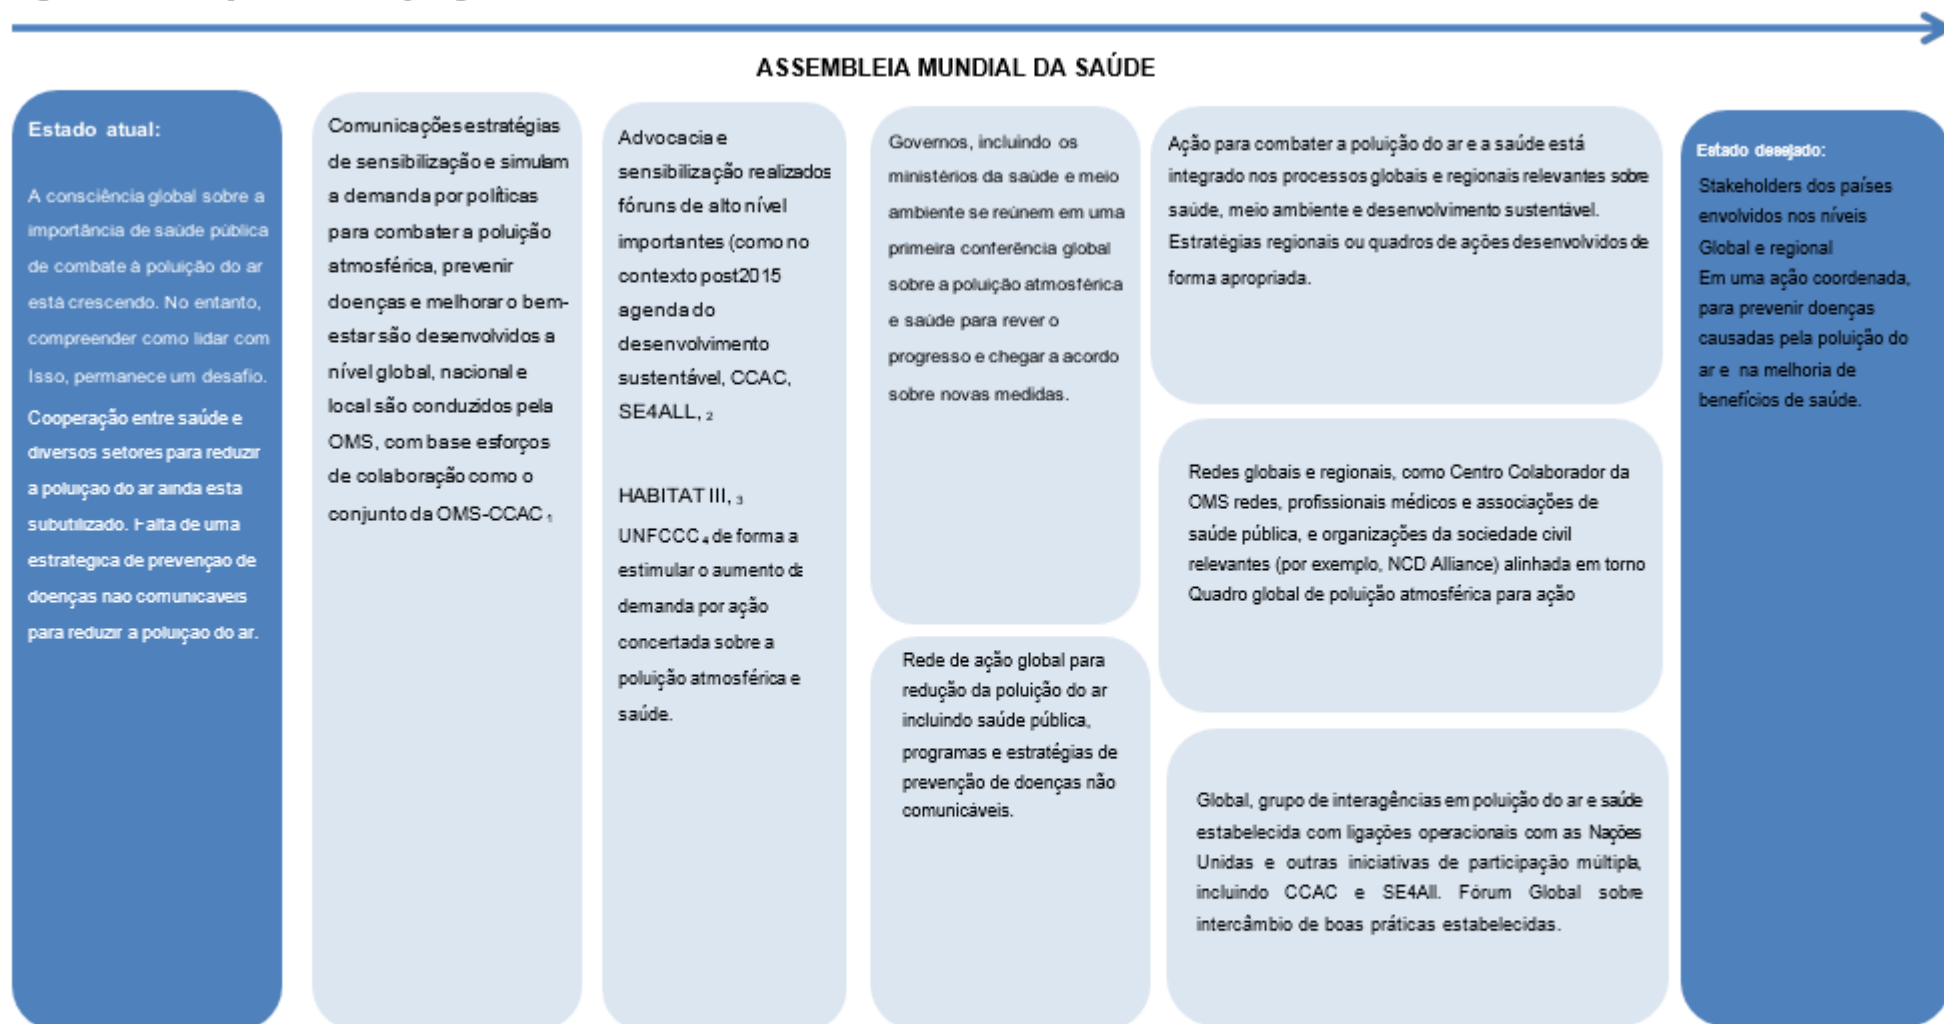 ASSEMBLEIA MUNDIAL DA SAÚDE
Estado atual:
A consciência global sobre a
importância de saúde pública
de combate à poluição do ar
está crescendo. No entanto,
compreender como lidar com
Isso, permanece um desafio.
Cooperação entre saúde e
diversos setores para reduzir
a poluição do ar ainda esta
subutilizado. Falta de uma
estrategica de prevençao de
doenças nao comunicaveis
para reduzir a poluiçao do ar.
Comunicações estratégias
de sensibilização e simulam
a demanda por políticas
para combater a poluição
atmosférica, prevenir
doenças e melhorar o bem-
estar são desenvolvidos a
nível global, nacional e
local são conduzidos pela
OMS, com base esforços
de colaboração como o
conjunto da OMS-CCAC 1
Advocacia e
sensibilização realizados
fóruns de alto nível
importantes (como no
contexto post2015
agenda do
desenvolvimento
sustentável, CCAC,
SE4ALL, 2
HABITAT III, 3
UNFCCC 4 de forma a
estimular o aumento da
demanda por ação
concertada sobre a
poluição atmosférica e
saúde.
Governos, incluindo os
ministérios da saúde e meio
ambiente se reúnem em uma
primeira conferência global
sobre a poluição atmosférica
e saúde para rever o
progresso e chegar a acordo
sobre novas medidas.
Rede de ação global para
redução da poluição do ar
incluindo saúde pública,
programas e estratégias de
prevenção de doenças não
comunicáveis.
Ação para combater a poluição do ar e a saúde está
integrado nos processos globais e regionais relevantes sobre
saúde, meio ambiente e desenvolvimento sustentável.
Estratégias regionais ou quadros de ações desenvolvidos de
forma apropriada.
Redes globais e regionais, como Centro Colaborador da
OMS redes, profissionais médicos e associações de
saúde pública, e organizações da sociedade civil
relevantes (por exemplo, NCD Alliance) alinhada em torno
Quadro global de poluição atmosférica para ação
Global, grupo de interagências em poluição do ar e saúde
estabelecida com ligações operacionais com as Nações
Unidas e outras iniciativas de participação múltipla,
incluindo CCAC e SE4All. Fórum Global sobre
intercâmbio de boas práticas estabelecidas.
Estado desejado:
Stakeholders dos países
envolvidos nos níveis
Global e regional
Em uma ação coordenada,
para prevenir doenças
causadas pela poluição do
ar e na melhoria de
benefícios de saúde.